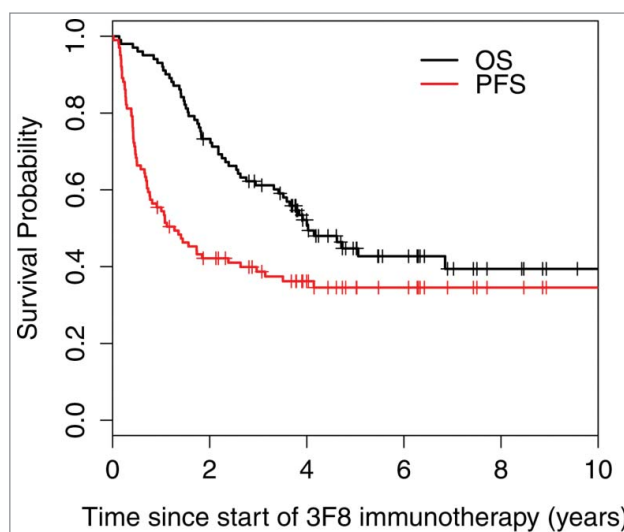 OS
PFS
Survival Probability
1.0
0.8
0.6
0.4
0.2
0.0
0 2 4 6 8 10
Time since start of 3F8 immunotherapy (years)